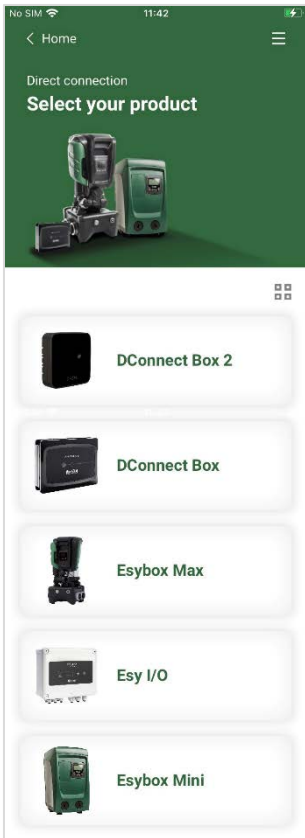 No SIM 11:42
Home
Direct connection
Select your product
DConnect Box 2
DConnect Box
Esybox Max
Esy I/O
Esybox Mini